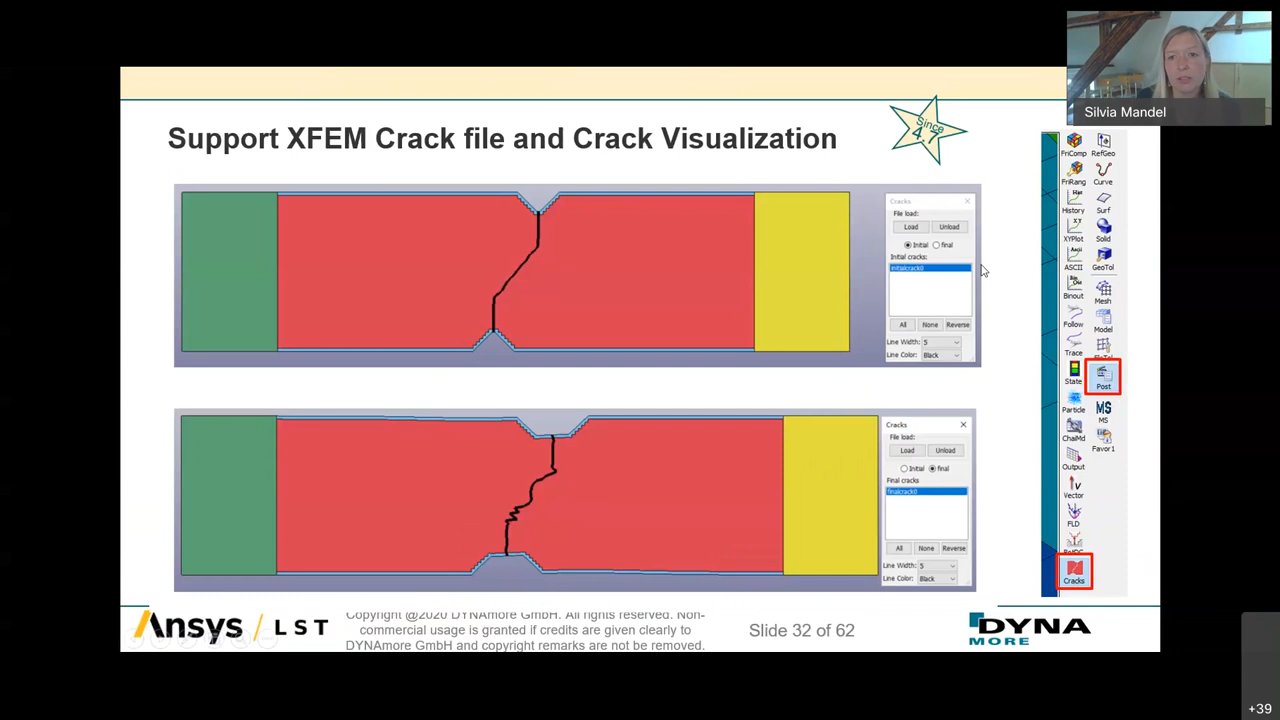 Silvia Mandel
Support XFEM Crack file and Crack Visualization
Since
4.7
Cracks
File load:
Load Unload
Initial final
Initial cracks:
initialcrack0
All None Reverse
Line Width: 5
Line Color: Black
Cracks
File load:
Load Unload
Initial final
Final cracks
finalcrack0
All None Reverse
Line Width: 5
Line Color: Black
FriComp RefGeo
FriRang Curve
History Surf
XYPlot Solid
ASCII GeoTol
Binout Mesh
Follow Model
Trace
State Post
Particle MS
MS
ChaiMd Favor1
Output
Vector
FLD
Cracks
Ansys / LST
Copyright @2020 DYNAmore GmbH. All rights reserved. Non-
commercial usage is granted if credits are given clearly to
DYNAmore GmbH and copyright remarks are not be removed.
Slide 32 of 62
DYNA
MORE
+39